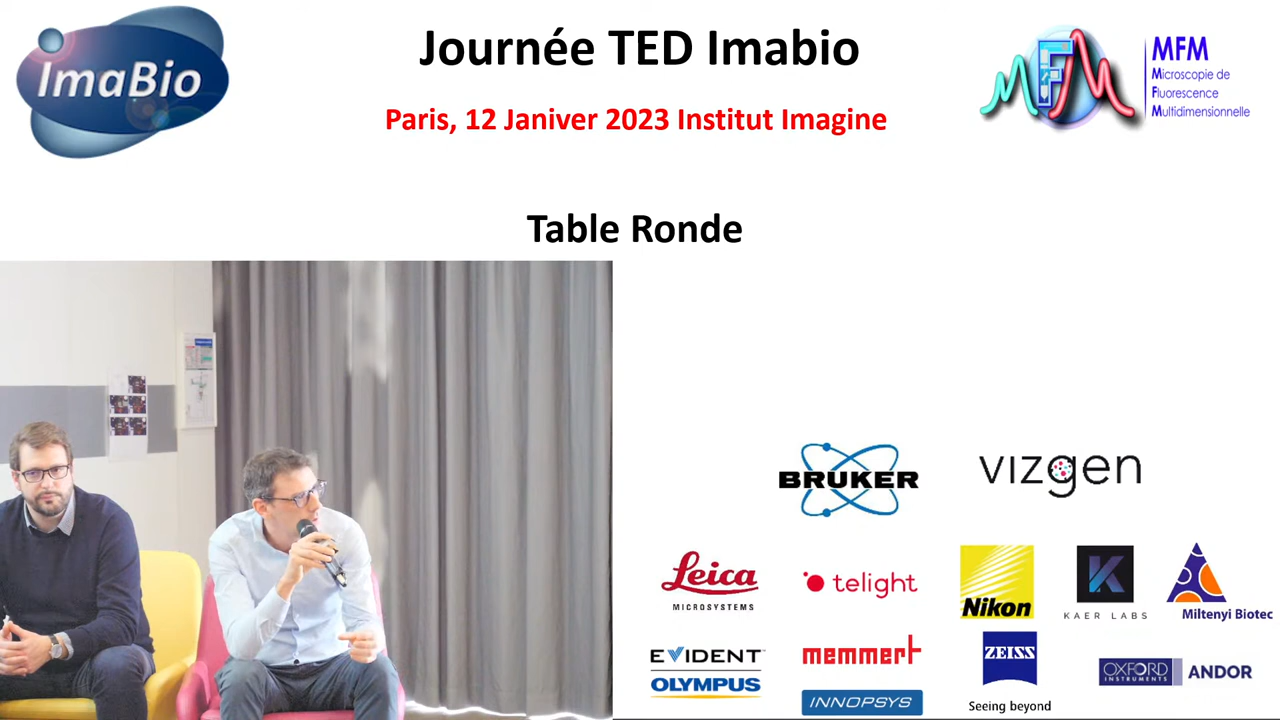 ImaBio
Journée TED Imabio
Paris, 12 Janiver 2023 Institut Imagine
MFM
MFM
Microscopie de
Fluorescence
Multidimensionnelle
Table Ronde
BRUKER
vizgen
Leica
MICROSYSTEMS
telight
Nikon
K
KAER LABS
Miltenyi Biotec
EVIDENT
OLYMPUS
memmert
INNOPSYS
ZEISS
Seeing beyond
OXFORD
INSTRUMENTS
ANDOR